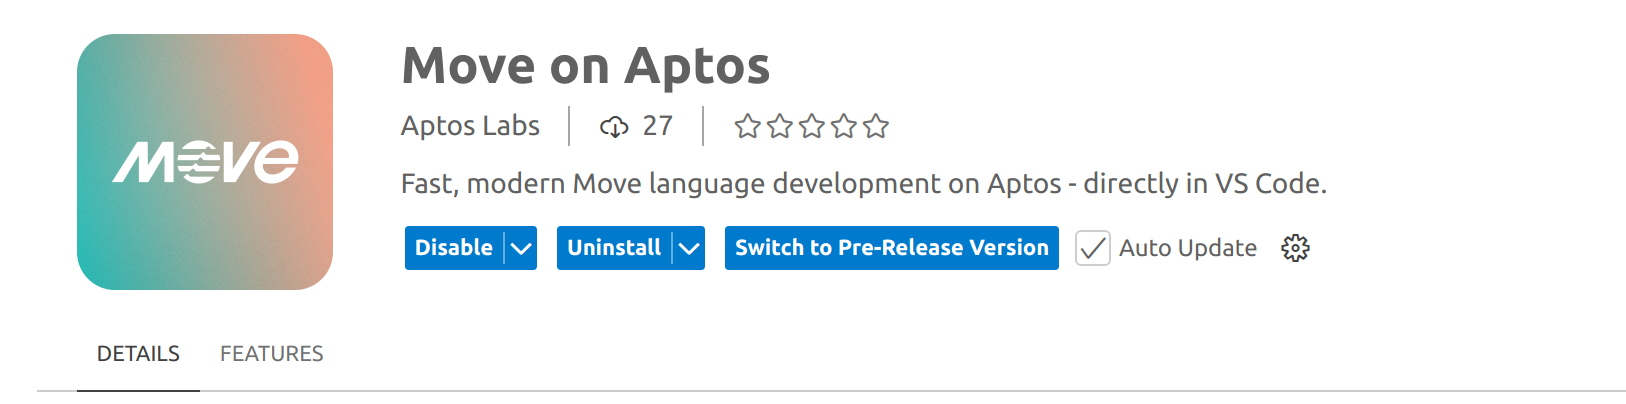 MOVE
Move on Aptos
Aptos Labs 27
Fast, modern Move language development on Aptos - directly in VS Code.
Disable Uninstall Switch to Pre-Release Version Auto Update
DETAILS FEATURES